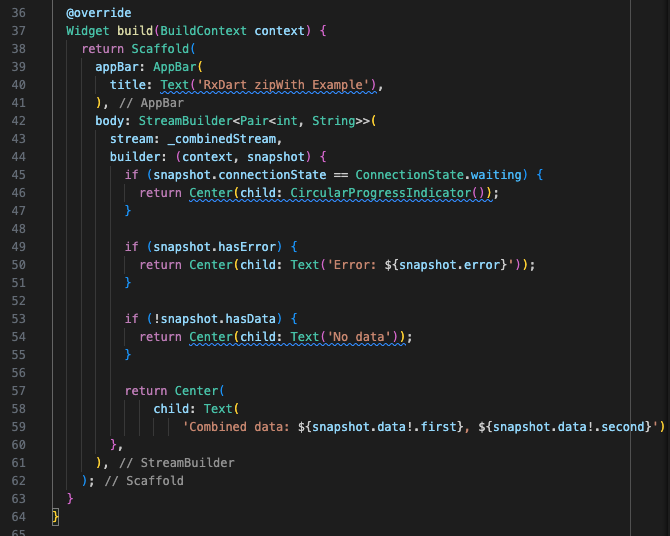 36 @override
37 Widget build(BuildContext context) {
38 return Scaffold(
39 appBar: AppBar(
40 title: Text('RxDart zipWith Example'),
41 ), // AppBar
42 body: StreamBuilder<Pair<int, String>>(
43 stream: _combinedStream,
44 builder: (context, snapshot) {
45 if (snapshot.connectionState == ConnectionState.waiting) {
46 return Center(child: CircularProgressIndicator());
47 }
48
49 if (snapshot.hasError) {
50 return Center(child: Text('Error: ${snapshot.error}'));
51 }
52
53 if (!snapshot.hasData) {
54 return Center(child: Text('No data'));
55 }
56
57 return Center(
58 child: Text(
59 'Combined data: ${snapshot.data!.first}, ${snapshot.data!.second}')
60 },
61 ), // StreamBuilder
62 ); // Scaffold
63 }
64 }
65